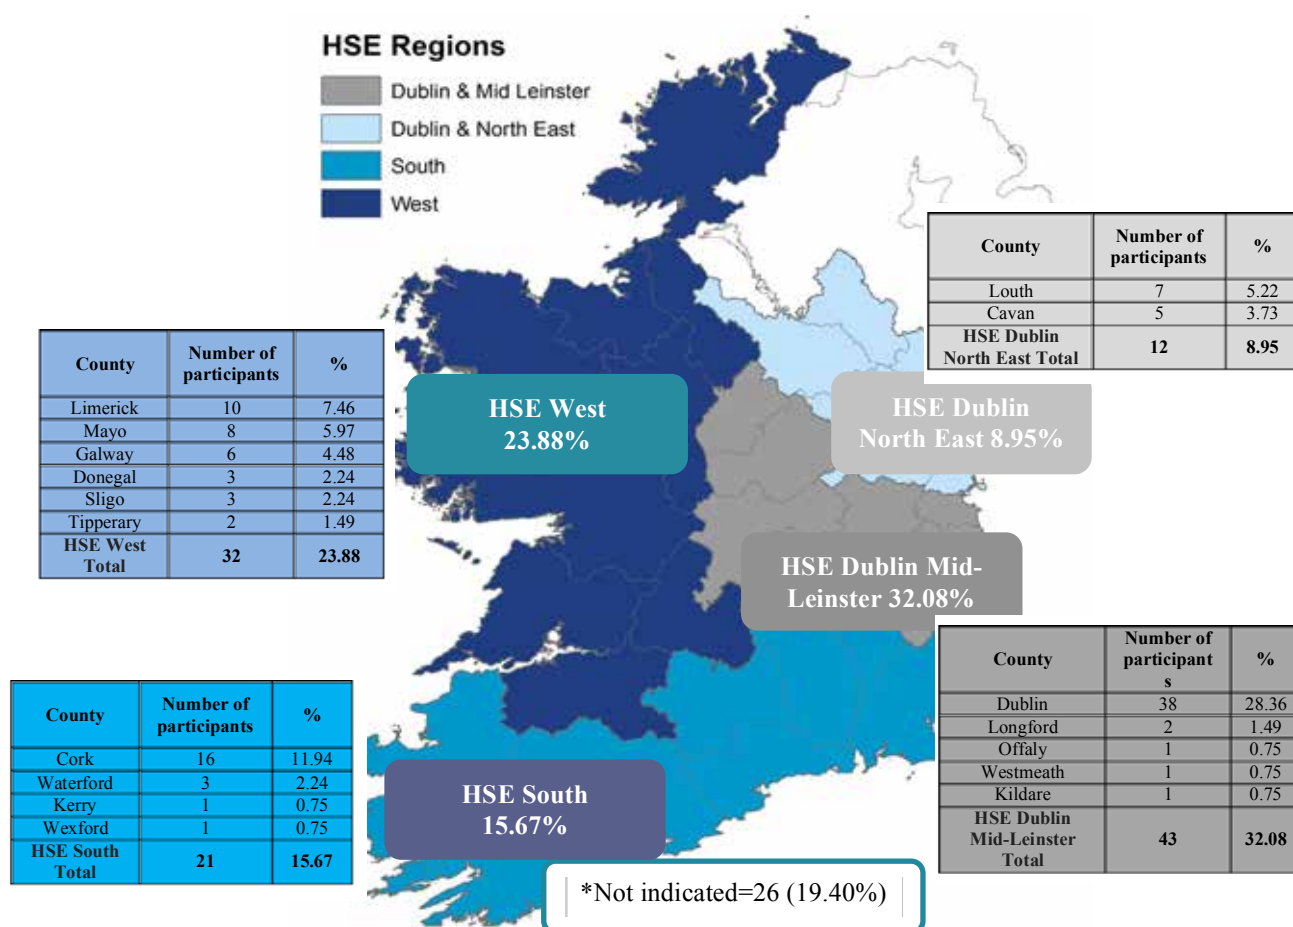 HSE Regions
Dublin & Mid Leinster
Dublin & North East
South
West
County Number of participants %
Louth 7 5.22
Cavan 5 3.73
HSE Dublin North East Total 12 8.95
County Number of participants %
Limerick 10 7.46
Mayo 8 5.97
Galway 6 4.48
Donegal 3 2.24
Sligo 3 2.24
Tipperary 2 1.49
HSE West Total 32 23.88
HSE West
23.88%
HSE Dublin
North East 8.95%
HSE Dublin Mid-
Leinster 32.08%
County Number of participant s %
Dublin 38 28.36
Longford 2 1.49
Offaly 1 0.75
Westmeath 1 0.75
Kildare 1 0.75
HSE Dublin Mid-Leinster Total 43 32.08
County Number of participants %
Cork 16 11.94
Waterford 3 2.24
Kerry 1 0.75
Wexford 1 0.75
HSE South Total 21 15.67
HSE South
15.67%
*Not indicated=26 (19.40%)